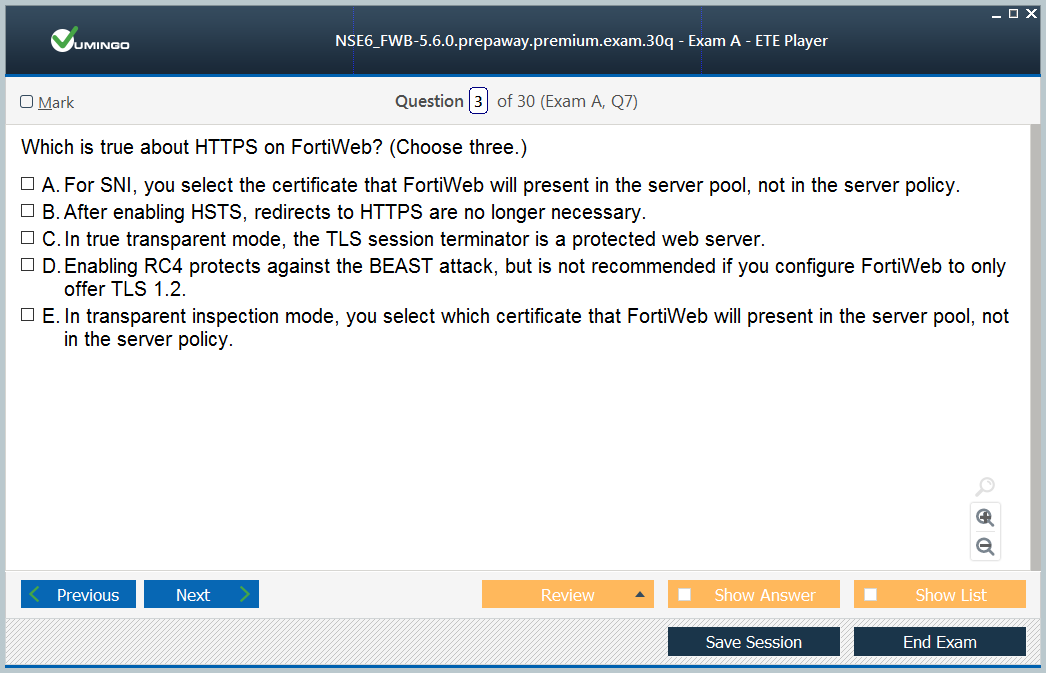 VUMINGO
NSE6_FWB-5.6.0.prepaway.premium.exam.30q - Exam A - ETE Player
Mark
Question 3 of 30 (Exam A, Q7)
Which is true about HTTPS on FortiWeb? (Choose three.)
A. For SNI, you select the certificate that FortiWeb will present in the server pool, not in the server policy.
B. After enabling HSTS, redirects to HTTPS are no longer necessary.
C. In true transparent mode, the TLS session terminator is a protected web server.
D. Enabling RC4 protects against the BEAST attack, but is not recommended if you configure FortiWeb to only
offer TLS 1.2.
E. In transparent inspection mode, you select which certificate that FortiWeb will present in the server pool, not
in the server policy.
Previous
Next
Review
Show Answer
Show List
Save Session
End Exam